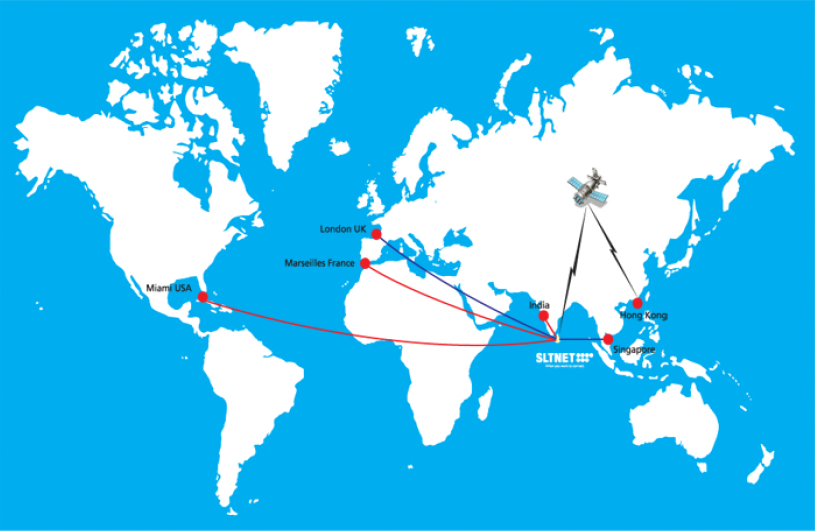 London UK
Marseilles France
Miami USA
India
Hong Kong
Singapore
SLTNET